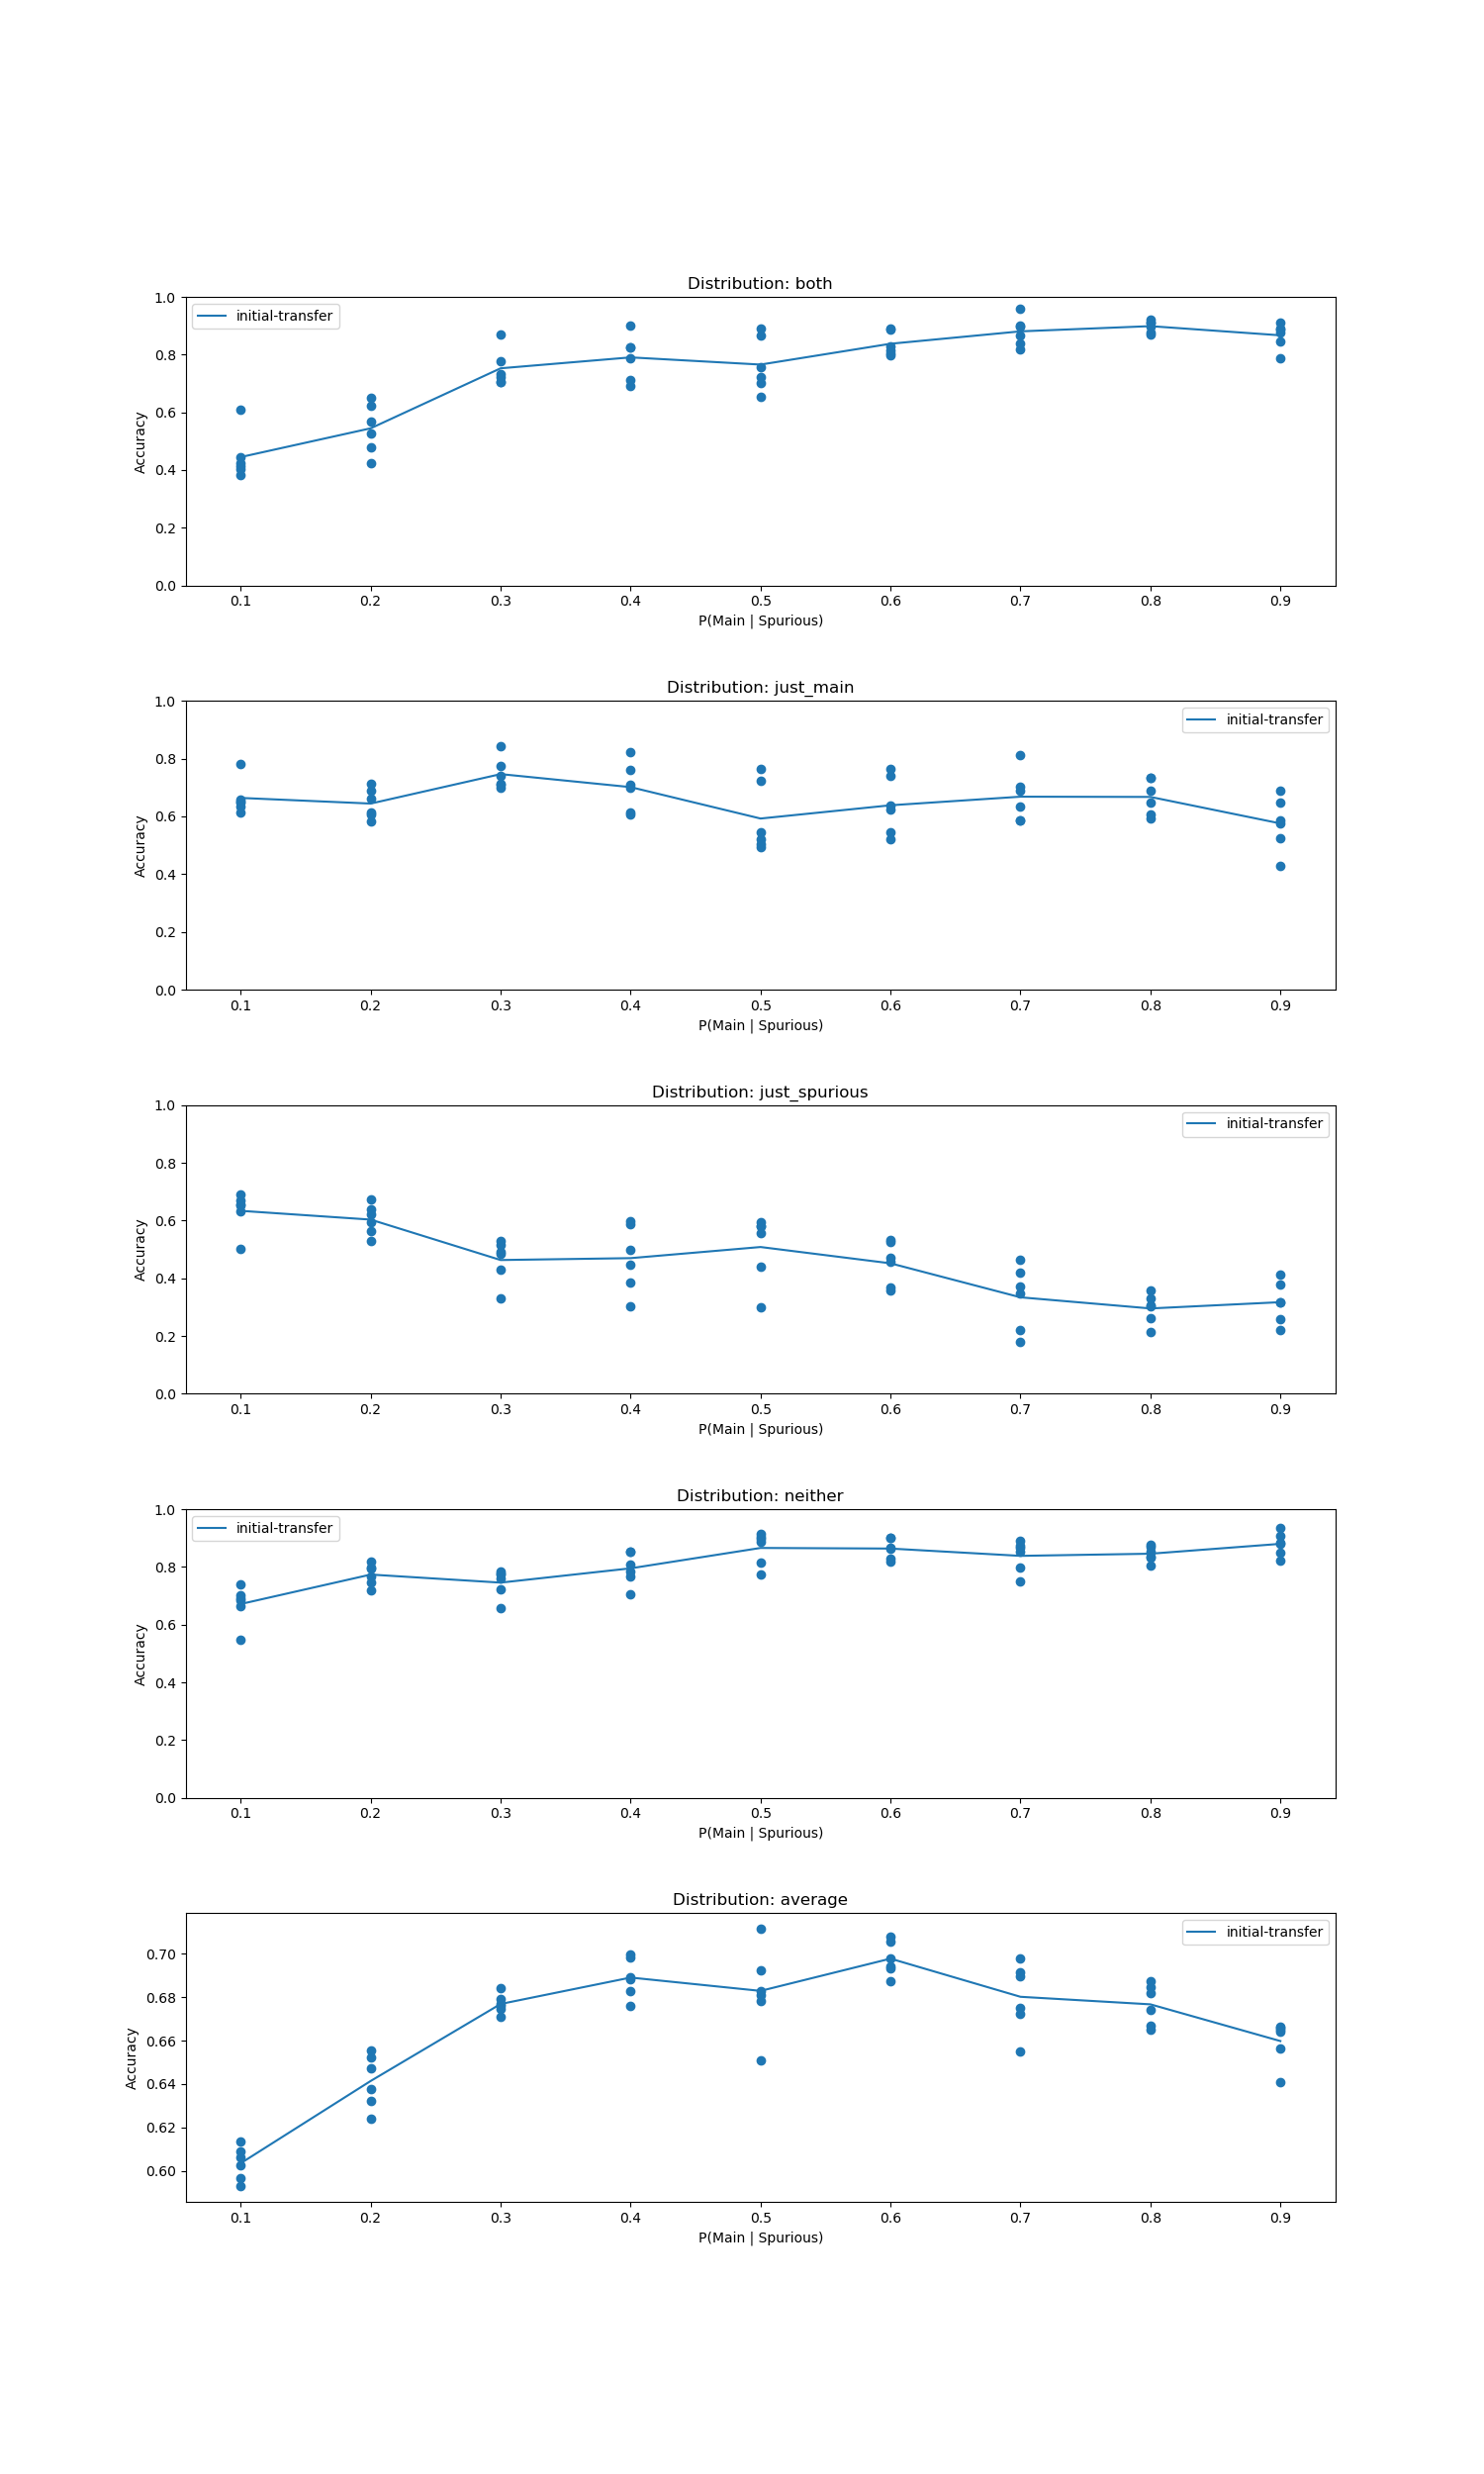 Distribution: both
initial-transfer
1.0
0.8
0.6
0.4
0.2
0.0
Accuracy
0.1 0.2 0.3 0.4 0.5 0.6 0.7 0.8 0.9
P(Main | Spurious)
Distribution: just_main
initial-transfer
1.0
0.8
0.6
0.4
0.2
0.0
Accuracy
0.1 0.2 0.3 0.4 0.5 0.6 0.7 0.8 0.9
P(Main | Spurious)
Distribution: just_spurious
initial-transfer
1.0
0.8
0.6
0.4
0.2
0.0
Accuracy
0.1 0.2 0.3 0.4 0.5 0.6 0.7 0.8 0.9
P(Main | Spurious)
Distribution: neither
initial-transfer
1.0
0.8
0.6
0.4
0.2
0.0
Accuracy
0.1 0.2 0.3 0.4 0.5 0.6 0.7 0.8 0.9
P(Main | Spurious)
Distribution: average
initial-transfer
0.70
0.68
0.66
0.64
0.62
0.60
Accuracy
0.1 0.2 0.3 0.4 0.5 0.6 0.7 0.8 0.9
P(Main | Spurious)